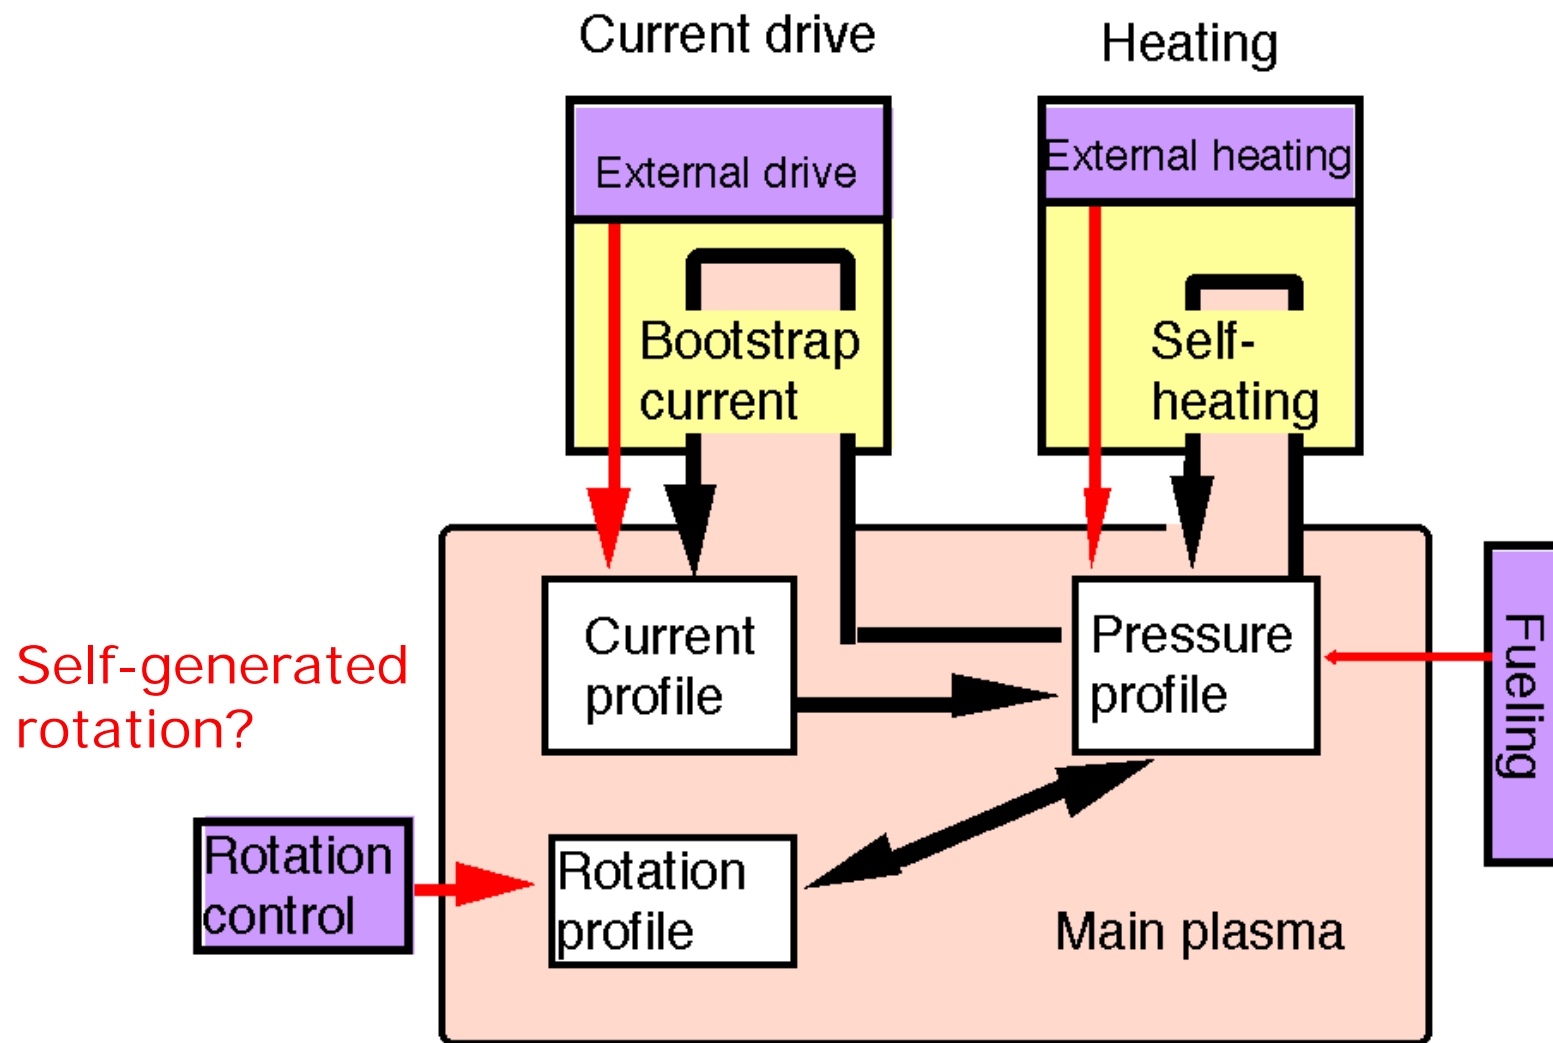 Current drive
Heating
External drive
External heating
Bootstrap
current
Self-
heating
Current
profile
Pressure
profile
Fueling
Self-generated
rotation?
Rotation
control
Rotation
profile
Main plasma